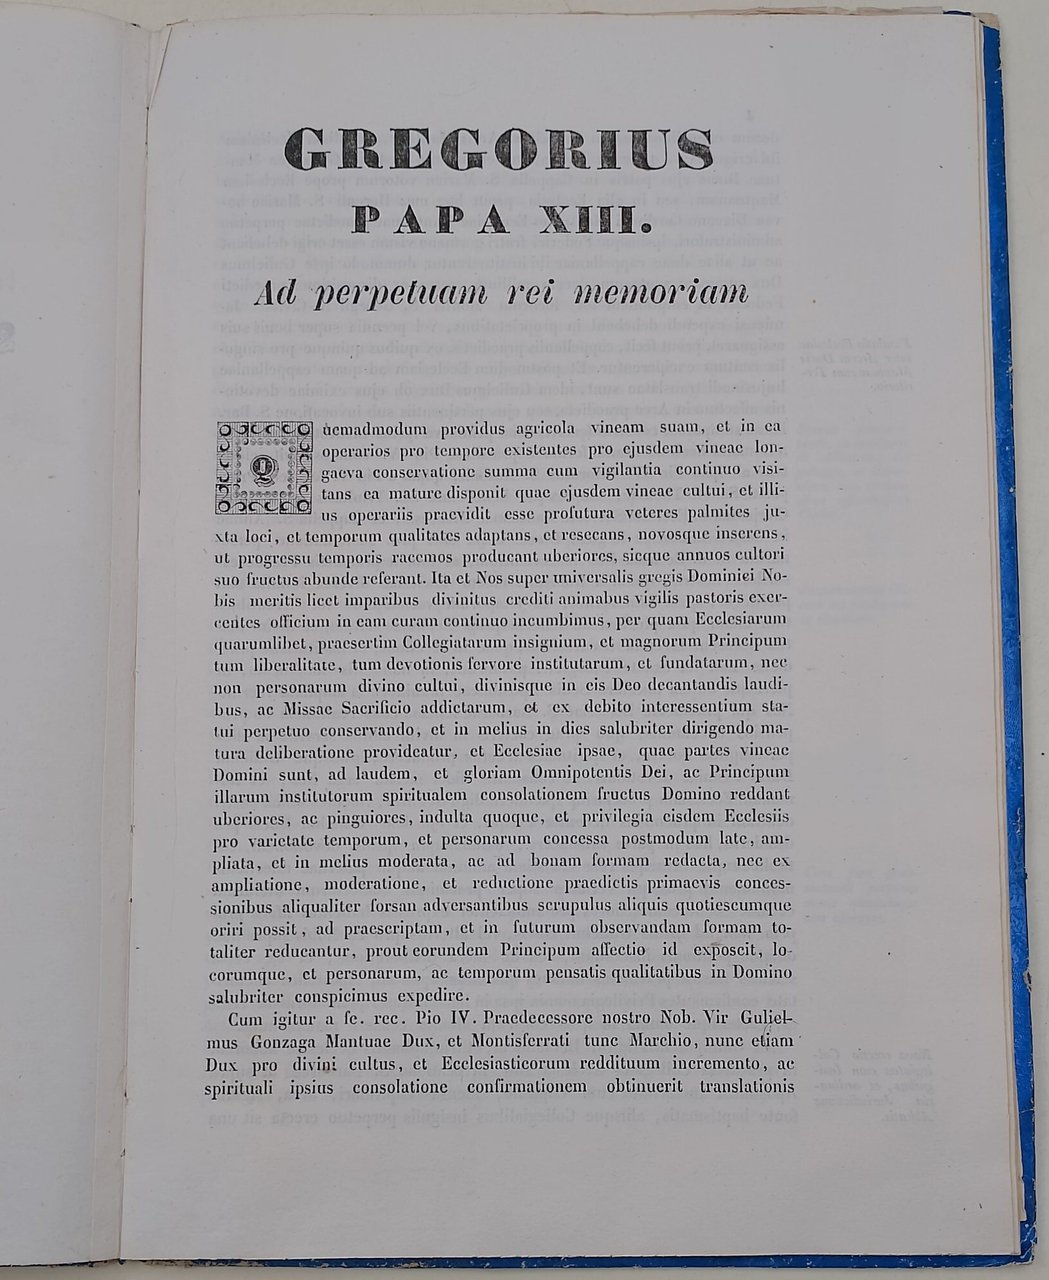 GREGORIUS
PAPA XIII.
Ad perpetuam rei memoriam
Quemadmodum providus agricola vineam suam, et in ea
operarios pro tempore existentes pro ejusdem vineae lon-
gaeva conservatione summa cum vigilantia continuo visi-
tans ea mature disponit quae ejusdem vineae cultui, et illi-
us operariis praevidit esse profutura veteres palmites ju-
xta loci, et temporum qualitates adaptans, et resecans, novosque inserens,
ut progressu temporis racemos producant uberiores, sicque annuos cultori
suo fructus abunde referant. Ita et Nos super universalis gregis Dominici No-
bis meritis licet imparibus divinitus crediti animabus vigilis pastoris exer-
centes officium in eam curam continuo incumbimus, per quam Ecclesiarum
quarumlibet, praesertim Collegiatarum insignium, et magnorum Principum
tum liberalitate, tum devotionis fervore institutarum, et fundatarum, nec
non personarum divino cultui, divinisque in eis Deo decantandis laudi-
bus, ac Missae Sacrificio addictarum, et ex debito interessentium sta-
tui perpetuo conservando, et in melius in dies salubriter dirigendo ma-
tura deliberatione provideatur, et Ecclesiae ipsae, quae partes vineae
Domini sunt, ad laudem, et gloriam Omnipotentis Dei, ac Principum
illarum institutorum spiritualem consolationem fructus Domino reddant
uberiores, ac pinguiores, indulta quoque, et privilegia eisdem Ecclesiis
pro varietate temporum, et personarum concessa postmodum late, am-
pliata, et in melius moderata, ac ad bonam formam redacta, nec ex
ampliatione, moderatione, et reductione praedictis primaevis conces-
sionibus aliqualiter forsan adversantibus scrupulus aliquis quotiescumque
oriri possit, ad praescriptam, et in futurum observandam formam to-
taliter reducantur, prout eorundem Principum affectio id exposcit, lo-
corumque, et personarum, ac temporum pensatis qualitatibus in Domino
salubriter conspicimus expedire.
Cum igitur a fe. rec. Pio IV. Praedecessore nostro Nob. Vir Guliel-
mus Gonzaga Mantuae Dux, et Montisferrati tunc Marchio, nunc etiam
Dux pro divini cultus, et Ecclesiasticorum reddituum incremento, ac
spirituali ipsius consolatione confirmationem obtinuerit translationis